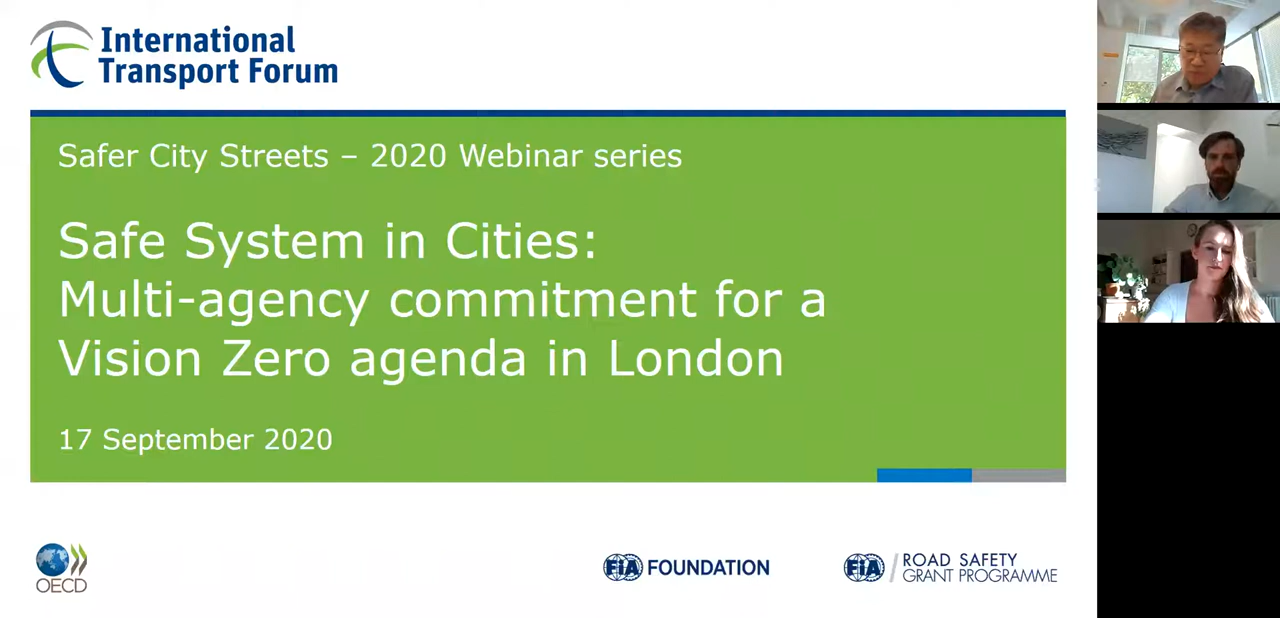 International
Transport Forum
Safer City Streets – 2020 Webinar series
Safe System in Cities:
Multi-agency commitment for a
Vision Zero agenda in London
17 September 2020
OECD
FiA FOUNDATION
FiA / ROAD SAFETY
GRANT PROGRAMME